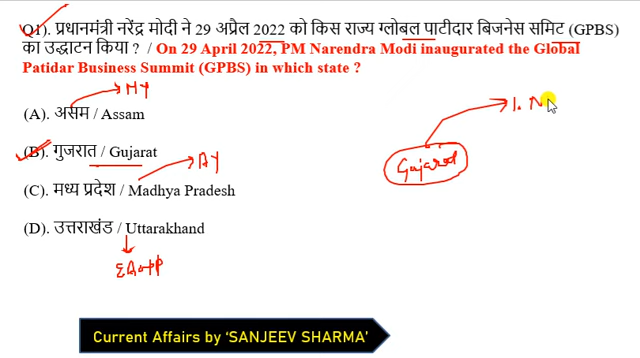 Q1). प्रधानमंत्री नरेंद्र मोदी ने 29 अप्रैल 2022 को किस राज्य ग्लोबल पाटीदार बिजनेस समिट (GPBS)
का उद्घाटन किया ? / On 29 April 2022, PM Narendra Modi inaugurated the Global
Patidar Business Summit (GPBS) in which state ?
HY
(A). असम / Assam
1. N
(B). गुजरात / Gujarat
AY
(C). मध्य प्रदेश / Madhya Pradesh
(D). उत्तराखंड / Uttarakhand
Current Affairs by ‘SANJEEV SHARMA’